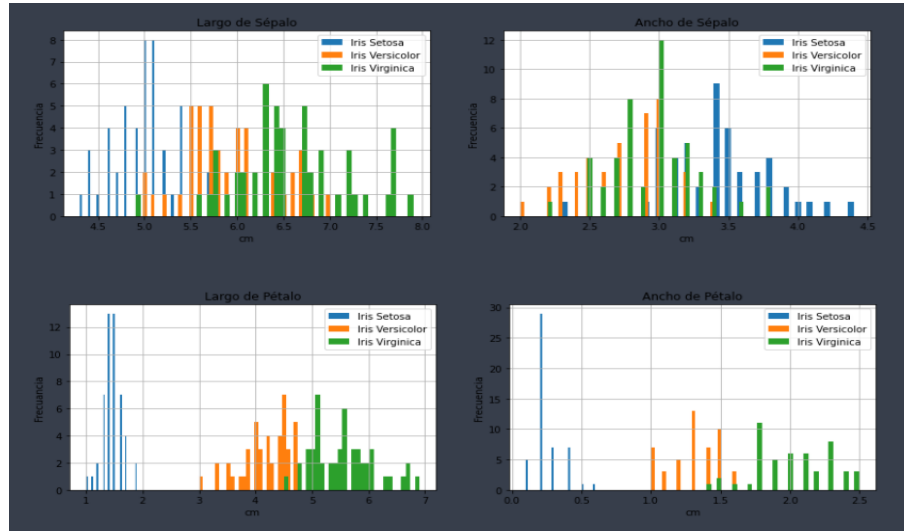 Largo de Sépalo
Iris Setosa
Iris Versicolor
Iris Virginica
Frecuencia
8
7
6
5
4
3
2
1
0
4.5 5.0 5.5 6.0 6.5 7.0 7.5 8.0
cm
Ancho de Sépalo
Iris Setosa
Iris Versicolor
Iris Virginica
Frecuencia
12
10
8
6
4
2
0
2.0 2.5 3.0 3.5 4.0 4.5
cm
Largo de Pétalo
Iris Setosa
Iris Versicolor
Iris Virginica
Frecuancia
12
10
8
6
4
2
0
1 2 3 4 5 6 7
cm
Ancho de Pétalo
Iris Setosa
Iris Versicolor
Iris Virginica
Frecuencia
30
25
20
15
10
5
0
0.0 0.5 1.0 1.5 2.0 2.5
cm